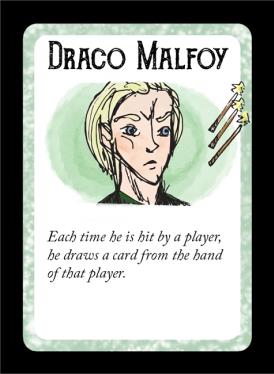 DRACO MALFOY
Each time he is hit by a player,
he draws a card from the hand
of that player.